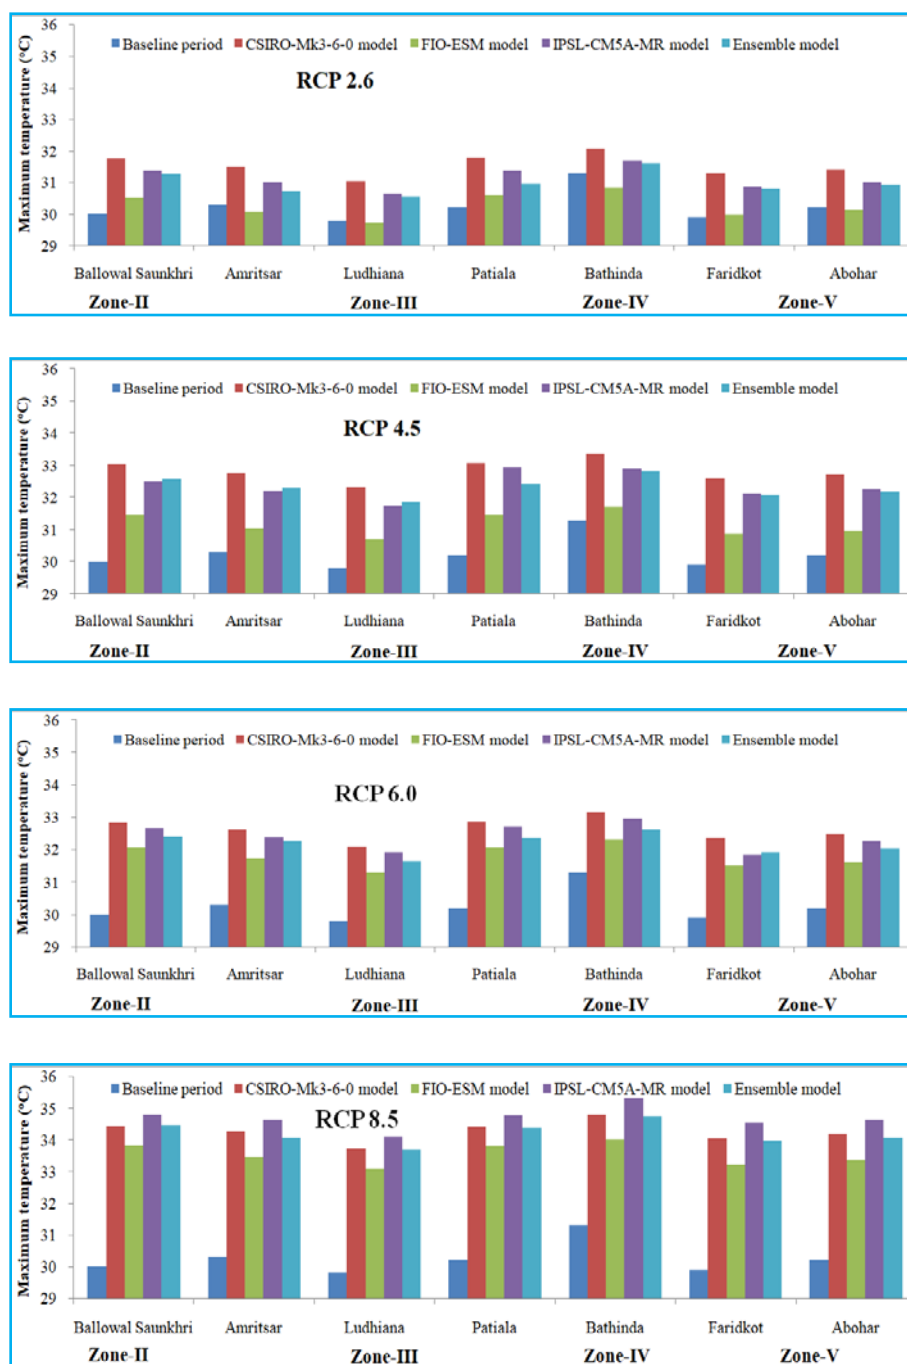 36
Baseline period CSIRO-Mk3-6-0 model FIO-ESM model IPSL-CM5A-MR model Ensemble model
35
RCP 2.6
34
33
32
31
30
29
Maximum temperature (°C)
Ballowal Saunkhri Amritsar Ludhiana Patiala Bathinda Faridkot Abohar
Zone-II Zone-III Zone-IV Zone-V
36
Baseline period CSIRO-Mk3-6-0 model FIO-ESM model IPSL-CM5A-MR model Ensemble model
35
RCP 4.5
34
33
32
31
30
29
Maximum temperature (°C)
Ballowal Saunkhri Amritsar Ludhiana Patiala Bathinda Faridkot Abohar
Zone-II Zone-III Zone-IV Zone-V
36
Baseline period CSIRO-Mk3-6-0 model FIO-ESM model IPSL-CM5A-MR model Ensemble model
35
RCP 6.0
34
33
32
31
30
29
Maximum temperature (°C)
Ballowal Saunkhri Amritsar Ludhiana Patiala Bathinda Faridkot Abohar
Zone-II Zone-III Zone-IV Zone-V
36
Baseline period CSIRO-Mk3-6-0 model FIO-ESM model IPSL-CM5A-MR model Ensemble model
35
RCP 8.5
34
33
32
31
30
29
Maximum temperature (°C)
Ballowal Saunkhri Amritsar Ludhiana Patiala Bathinda Faridkot Abohar
Zone-II Zone-III Zone-IV Zone-V